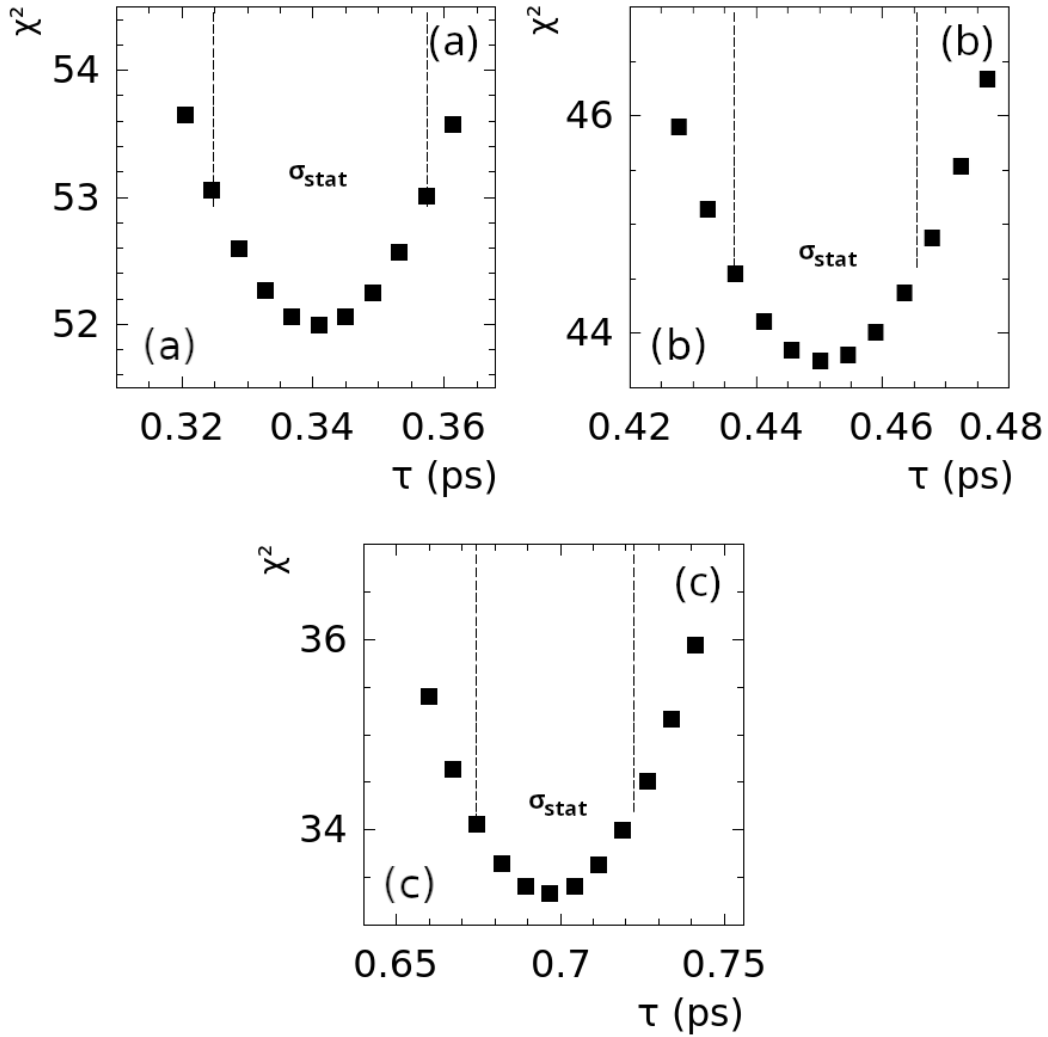 χ²
(a)
54
53
52
σstat
(a)
0.32 0.34 0.36
τ (ps)
χ²
(b)
46
44
σstat
(b)
0.42 0.44 0.46 0.48
τ (ps)
χ²
(c)
36
34
σstat
(c)
0.65 0.7 0.75
τ (ps)